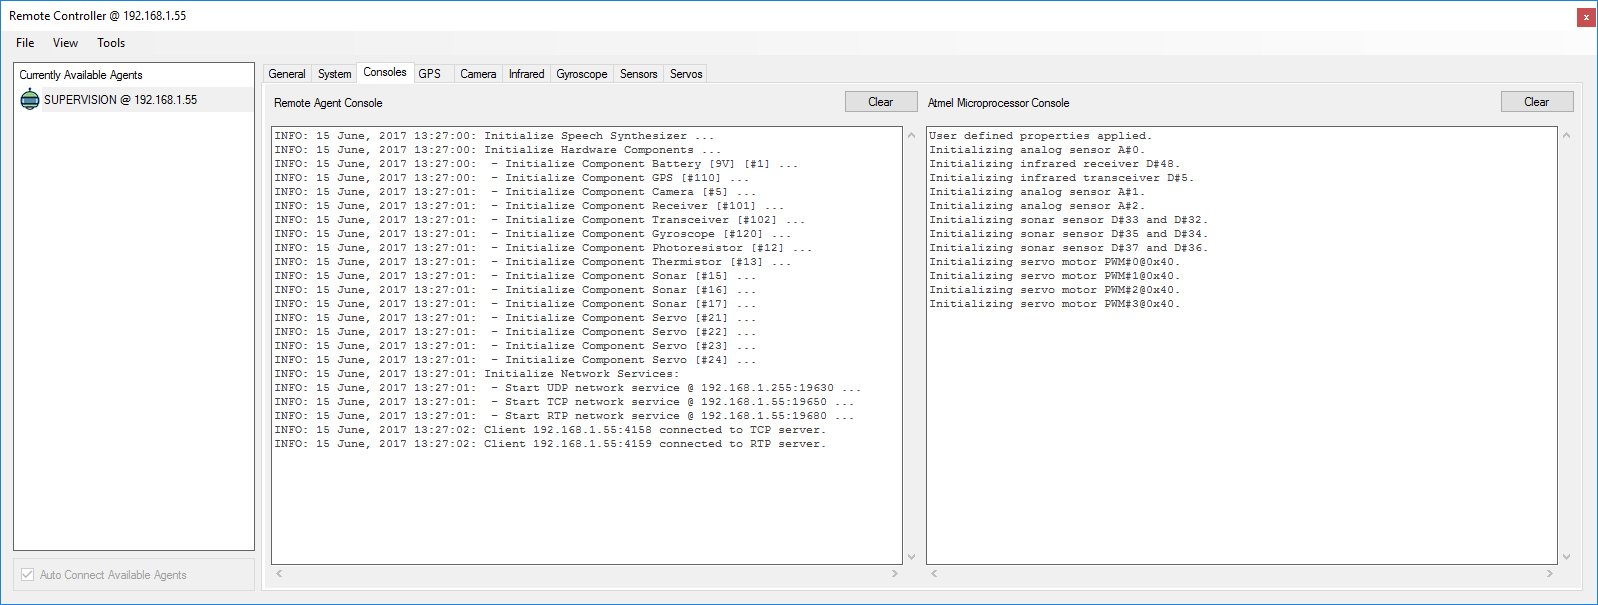 Remote Controller @ 192.168.1.55
x
File View Tools
Currently Available Agents
SUPERVISION @ 192.168.1.55
Auto Connect Available Agents
General System Consoles GPS Camera Infrared Gyroscope Sensors Servos
Remote Agent Console
Clear
INFO: 15 June, 2017 13:27:00: Initialize Speech Synthesizer ...
INFO: 15 June, 2017 13:27:00: Initialize Hardware Components ...
INFO: 15 June, 2017 13:27:00:  - Initialize Component Battery [9V] [#1] ...
INFO: 15 June, 2017 13:27:00:  - Initialize Component GPS [#110] ...
INFO: 15 June, 2017 13:27:01:  - Initialize Component Camera [#5] ...
INFO: 15 June, 2017 13:27:01:  - Initialize Component Receiver [#101] ...
INFO: 15 June, 2017 13:27:01:  - Initialize Component Transceiver [#102] ...
INFO: 15 June, 2017 13:27:01:  - Initialize Component Gyroscope [#120] ...
INFO: 15 June, 2017 13:27:01:  - Initialize Component Photoresistor [#12] ...
INFO: 15 June, 2017 13:27:01:  - Initialize Component Thermistor [#13] ...
INFO: 15 June, 2017 13:27:01:  - Initialize Component Sonar [#15] ...
INFO: 15 June, 2017 13:27:01:  - Initialize Component Sonar [#16] ...
INFO: 15 June, 2017 13:27:01:  - Initialize Component Sonar [#17] ...
INFO: 15 June, 2017 13:27:01:  - Initialize Component Servo [#21] ...
INFO: 15 June, 2017 13:27:01:  - Initialize Component Servo [#22] ...
INFO: 15 June, 2017 13:27:01:  - Initialize Component Servo [#23] ...
INFO: 15 June, 2017 13:27:01:  - Initialize Component Servo [#24] ...
INFO: 15 June, 2017 13:27:01: Initialize Network Services:
INFO: 15 June, 2017 13:27:01:  - Start UDP network service @ 192.168.1.255:19630 ...
INFO: 15 June, 2017 13:27:01:  - Start TCP network service @ 192.168.1.55:19650 ...
INFO: 15 June, 2017 13:27:01:  - Start RTP network service @ 192.168.1.55:19680 ...
INFO: 15 June, 2017 13:27:02: Client 192.168.1.55:4158 connected to TCP server.
INFO: 15 June, 2017 13:27:02: Client 192.168.1.55:4159 connected to RTP server.
Atmel Microprocessor Console
Clear
User defined properties applied.
Initializing analog sensor A#0.
Initializing infrared receiver D#48.
Initializing infrared transceiver D#5.
Initializing analog sensor A#1.
Initializing analog sensor A#2.
Initializing sonar sensor D#33 and D#32.
Initializing sonar sensor D#35 and D#34.
Initializing sonar sensor D#37 and D#36.
Initializing servo motor PWM#0@0x40.
Initializing servo motor PWM#1@0x40.
Initializing servo motor PWM#2@0x40.
Initializing servo motor PWM#3@0x40.